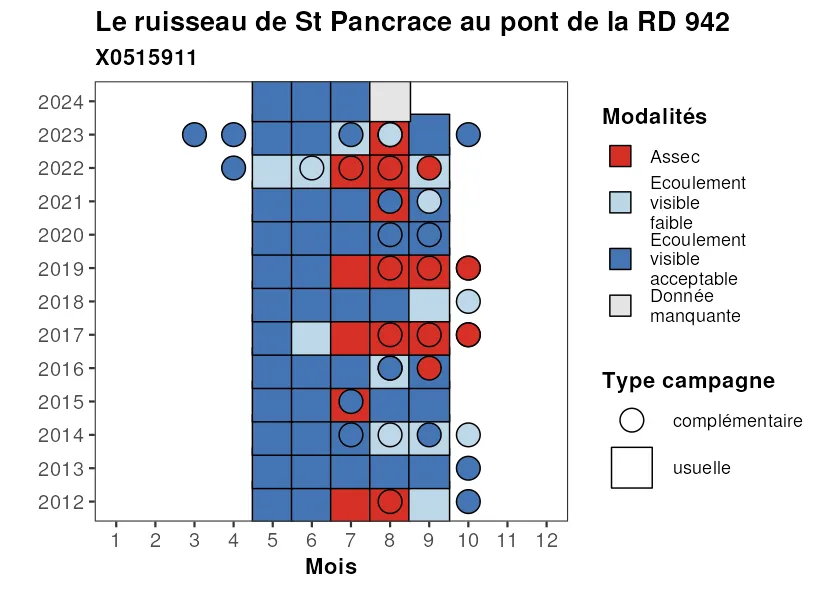 Le ruisseau de St Pancrace au pont de la RD 942
X0515911
2024
2023
2022
2021
2020
2019
2018
2017
2016
2015
2014
2013
2012
1 2 3 4 5 6 7 8 9 10 11 12
Mois
Modalités
Assec
Ecoulement
visible
faible
Ecoulement
visible
acceptable
Donnée
manquante
Type campagne
complémentaire
usuelle